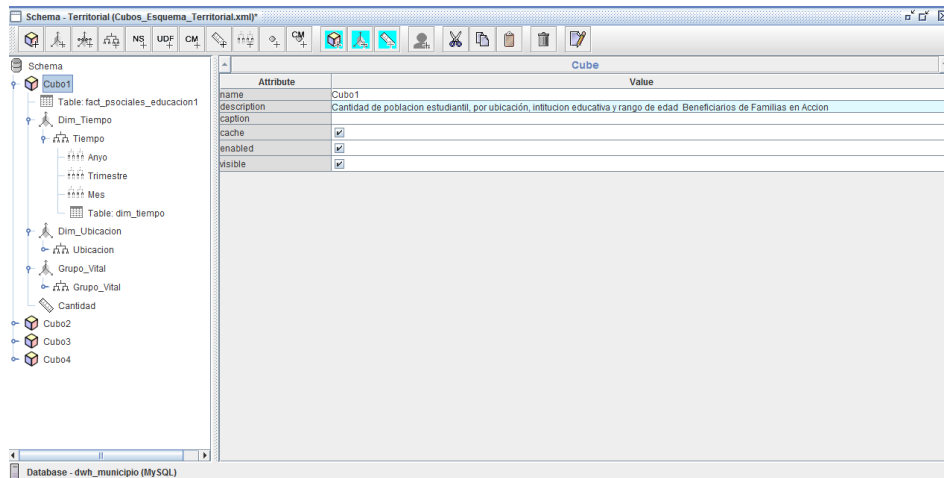 Schema - Territorial (Cubos_Esquema_Territorial.xml)*
NS UDF CM CM
Schema
Cubo1
Table: fact_psociales_educacion1
Dim_Tiempo
Tiempo
Anyo
Trimestre
Mes
Table: dim_tiempo
Dim_Ubicacion
Ubicacion
Grupo_Vital
Grupo_Vital
Cantidad
Cubo2
Cubo3
Cubo4
Cube
Attribute Value
name Cubo1
description Cantidad de poblacion estudiantil, por ubicación, intitucion educativa y rango de edad Beneficiarios de Familias en Accion
caption
cache
enabled
visible
Database - dwh_municipio (MySQL)